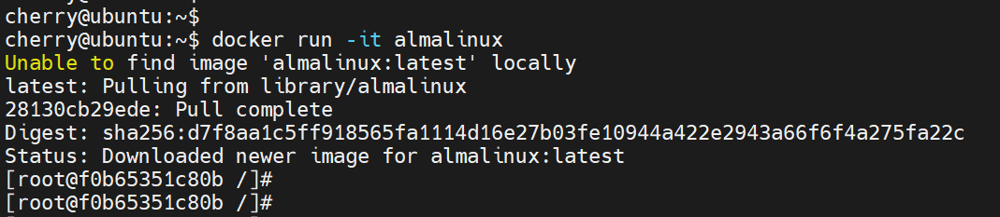 cherry@ubuntu:~$
cherry@ubuntu:~$ docker run -it almalinux
Unable to find image 'almalinux:latest' locally
latest: Pulling from library/almalinux
28130cb29ede: Pull complete
Digest: sha256:d7f8aa1c5ff918565fa1114d16e27b03fe10944a422e2943a66f6f4a275fa22c
Status: Downloaded newer image for almalinux:latest
[root@f0b65351c80b /]#
[root@f0b65351c80b /]#